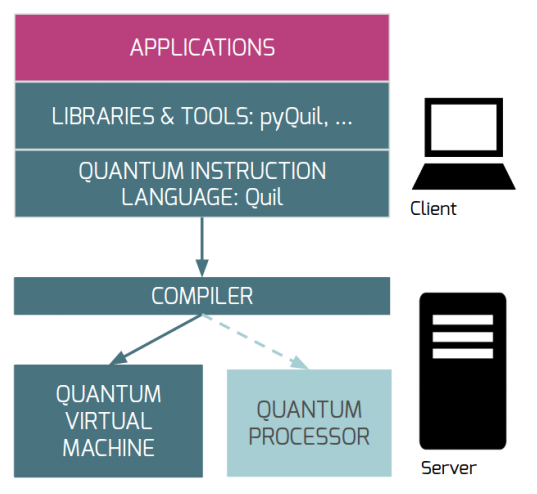 APPLICATIONS
LIBRARIES & TOOLS: pyQuil, ...
QUANTUM INSTRUCTION
LANGUAGE: Quil
Client
COMPILER
QUANTUM
VIRTUAL
MACHINE
QUANTUM
PROCESSOR
Server